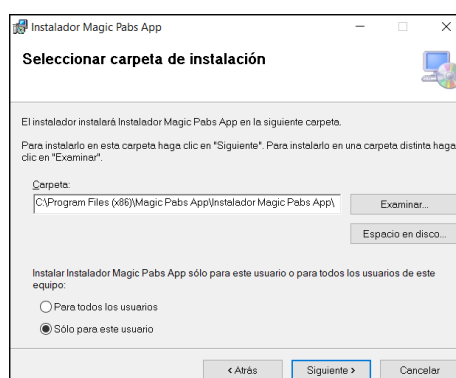 Instalador Magic Pabs App
Seleccionar carpeta de instalación
El instalador instalará Instalador Magic Pabs App en la siguiente carpeta.
Para instalarlo en esta carpeta haga clic en "Siguiente". Para instalarlo en una carpeta distinta haga
clic en "Examinar".
Carpeta:
C:\Program Files (x86)\Magic Pabs App\Instalador Magic Pabs App\
Examinar...
Espacio en disco...
Instalar Instalador Magic Pabs App sólo para este usuario o para todos los usuarios de este
equipo:
Para todos los usuarios
Sólo para este usuario
< Atrás Siguiente > Cancelar